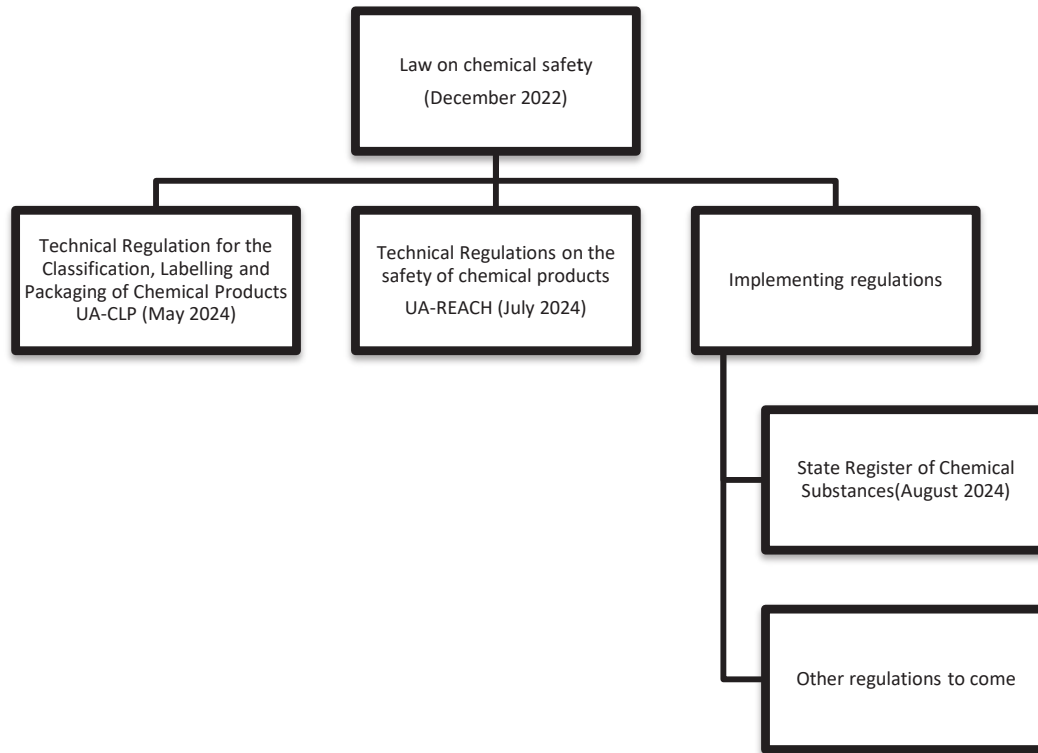 Law on chemical safety
(December 2022)
Technical Regulation for the
Classification, Labelling and
Packaging of Chemical Products
UA-CLP (May 2024)
Technical Regulations on the
safety of chemical products
UA-REACH (July 2024)
Implementing regulations
State Register of Chemical
Substances(August 2024)
Other regulations to come